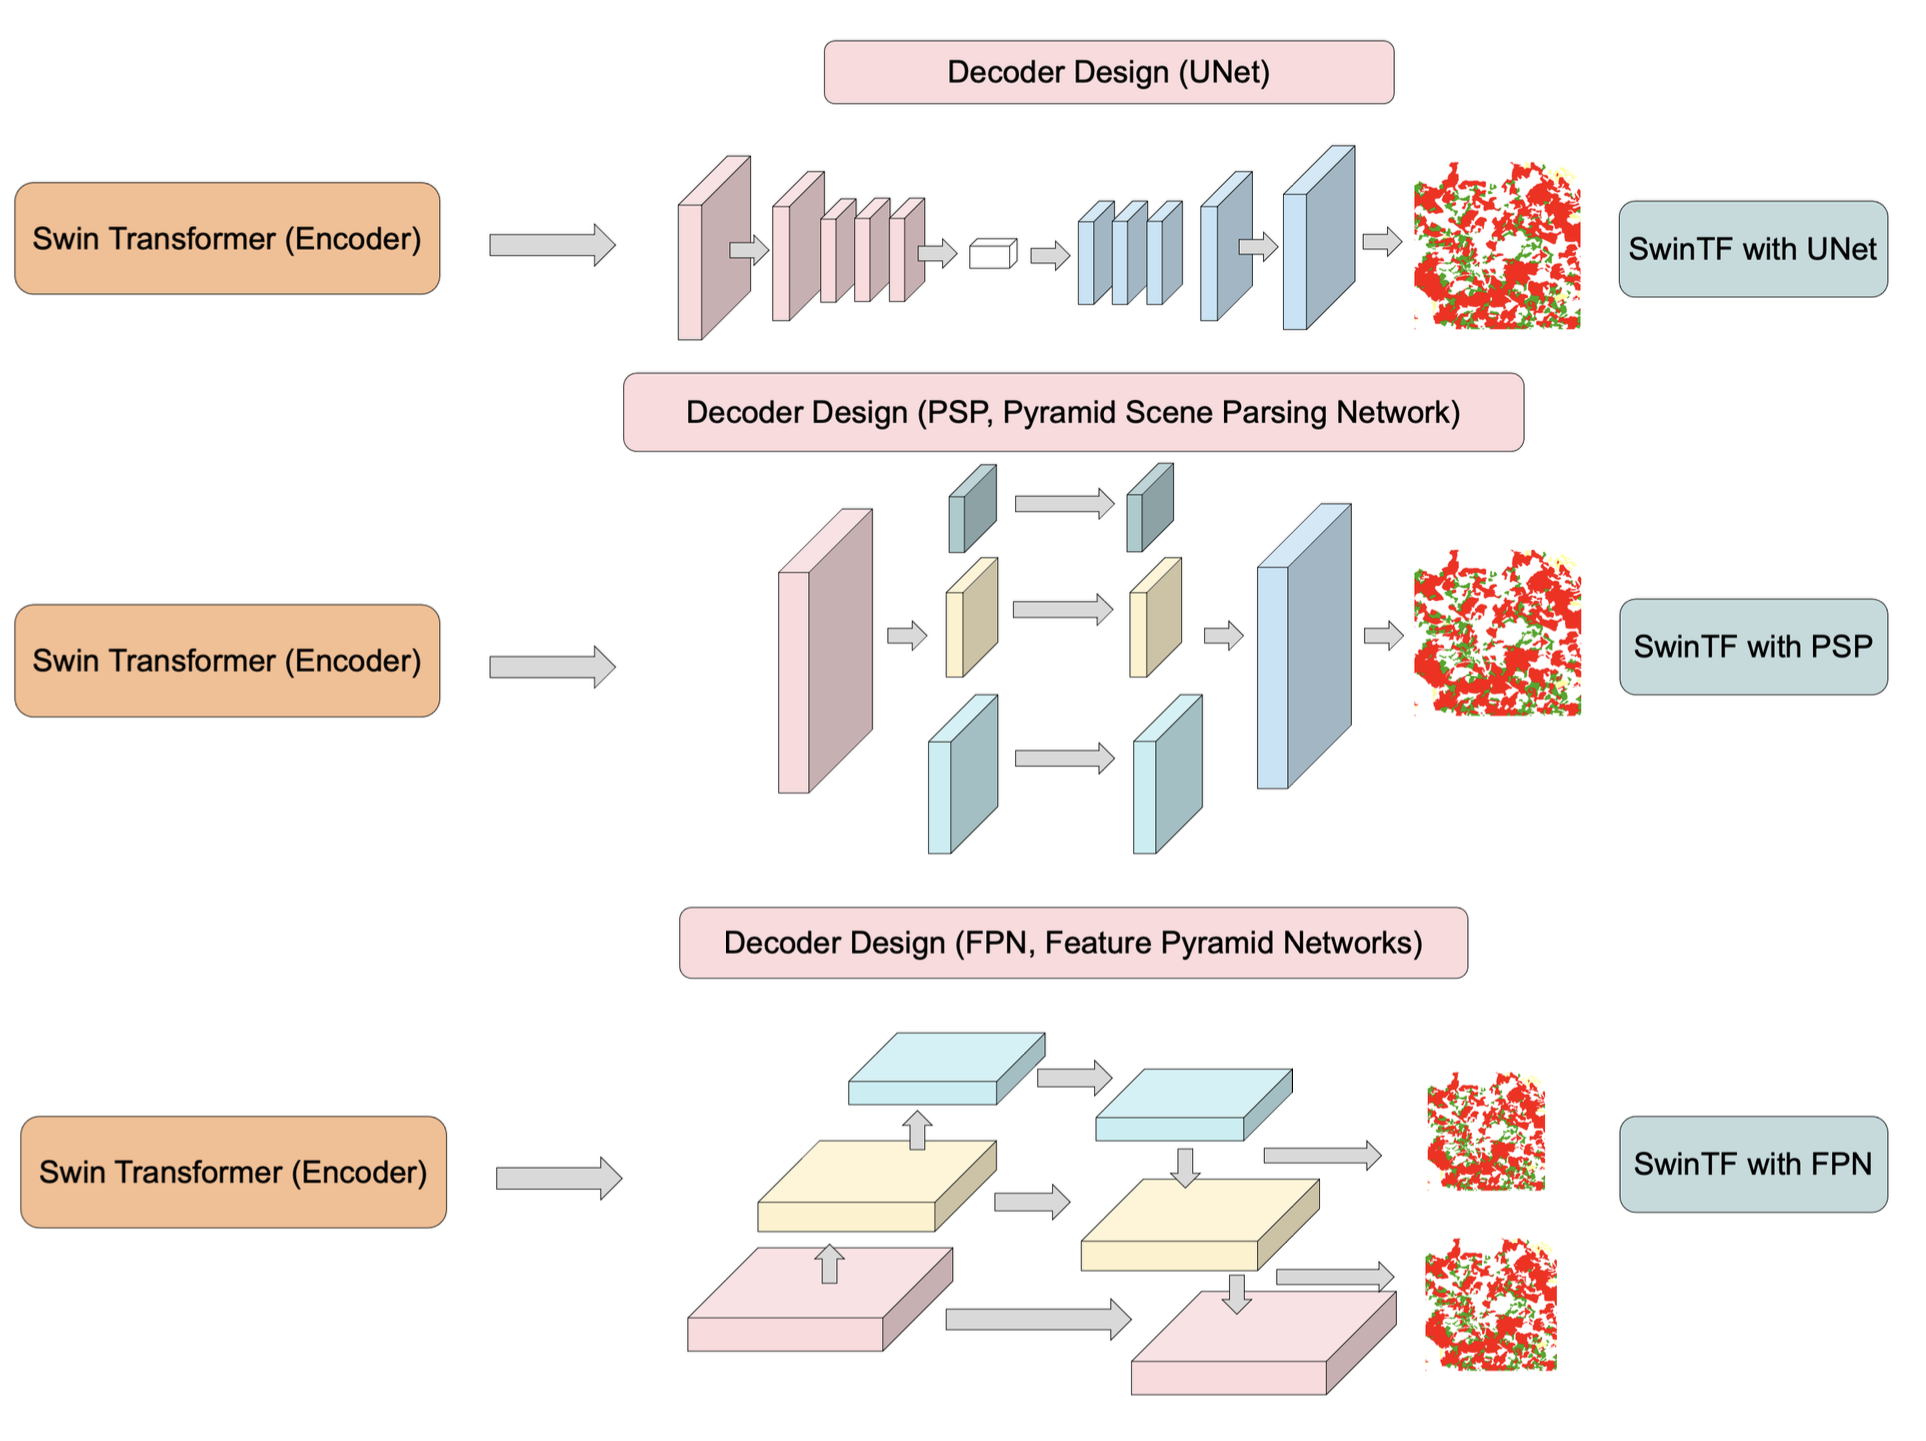 Decoder Design (UNet)
Swin Transformer (Encoder)
SwinTF with UNet
Decoder Design (PSP, Pyramid Scene Parsing Network)
Swin Transformer (Encoder)
SwinTF with PSP
Decoder Design (FPN, Feature Pyramid Networks)
Swin Transformer (Encoder)
SwinTF with FPN